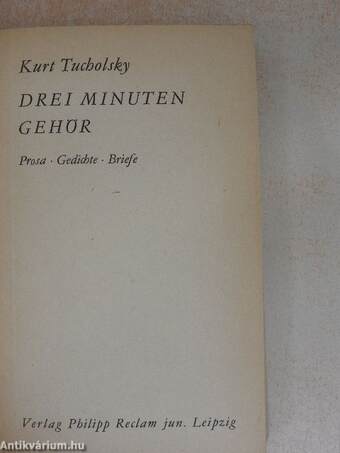 Kurt Tucholsky
DREI MINUTEN
GEHÖR
Prosa · Gedichte · Briefe
Verlag Philipp Reclam jun. Leipzig
Antikvárium.hu